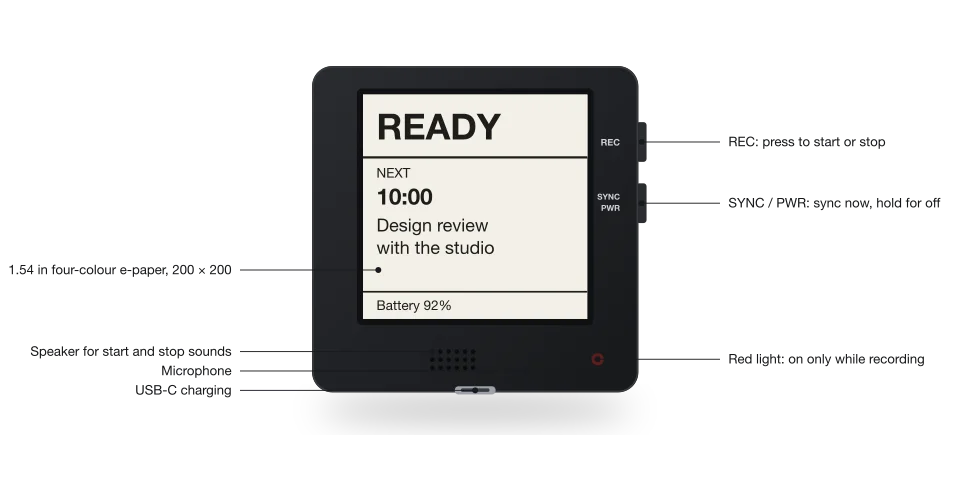 READY
NEXT
10:00
Design review
with the studio
Battery 92%
REC
SYNC
PWR
REC: press to start or stop
SYNC / PWR: sync now, hold for off
1.54 in four-colour e-paper, 200 × 200
Speaker for start and stop sounds
Microphone
USB-C charging
Red light: on only while recording